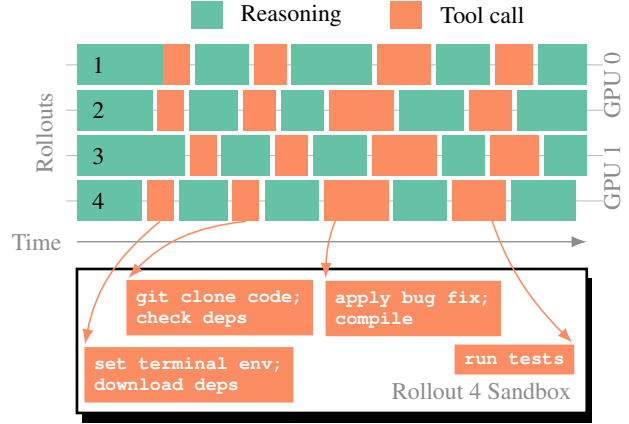 Reasoning
Tool call
Rollouts
1
2
3
4
GPU 0
GPU 1
Time
git clone code;
check deps
apply bug fix;
compile
set terminal env;
download deps
run tests
Rollout 4 Sandbox